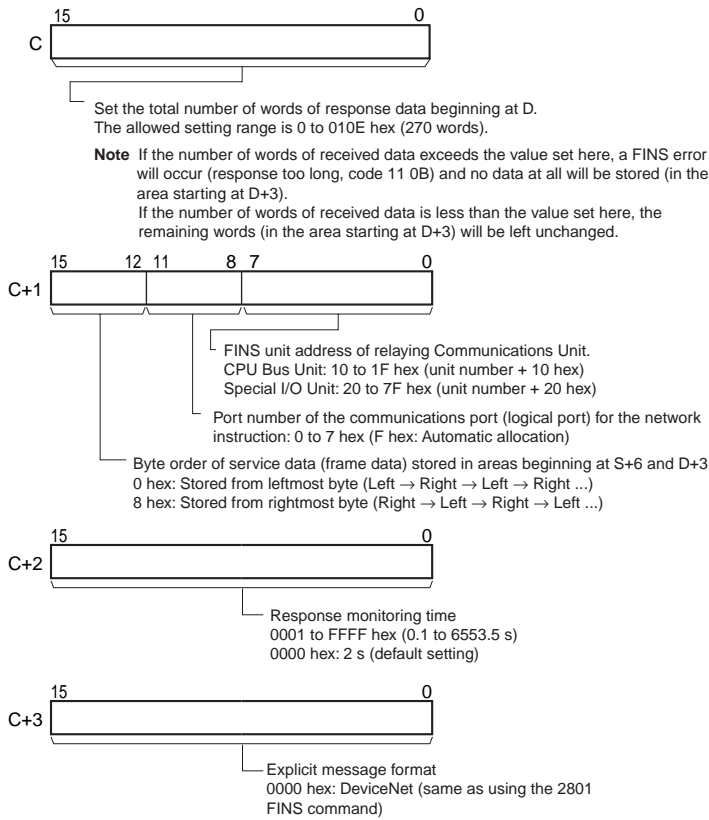 15 0
C
Set the total number of words of response data beginning at D.
The allowed setting range is 0 to 010E hex (270 words).
Note If the number of words of received data exceeds the value set here, a FINS error
will occur (response too long, code 11 0B) and no data at all will be stored (in the
area starting at D+3).
If the number of words of received data is less than the value set here, the
remaining words (in the area starting at D+3) will be left unchanged.
15 12 11 8 7 0
C+1
FINS unit address of relaying Communications Unit.
CPU Bus Unit: 10 to 1F hex (unit number + 10 hex)
Special I/O Unit: 20 to 7F hex (unit number + 20 hex)
Port number of the communications port (logical port) for the network
instruction: 0 to 7 hex (F hex: Automatic allocation)
Byte order of service data (frame data) stored in areas beginning at S+6 and D+3
0 hex: Stored from leftmost byte (Left → Right → Left → Right ...)
8 hex: Stored from rightmost byte (Right → Left → Right → Left ...)
15 0
C+2
Response monitoring time
0001 to FFFF hex (0.1 to 6553.5 s)
0000 hex: 2 s (default setting)
15 0
C+3
Explicit message format
0000 hex: DeviceNet (same as using the 2801
FINS command)